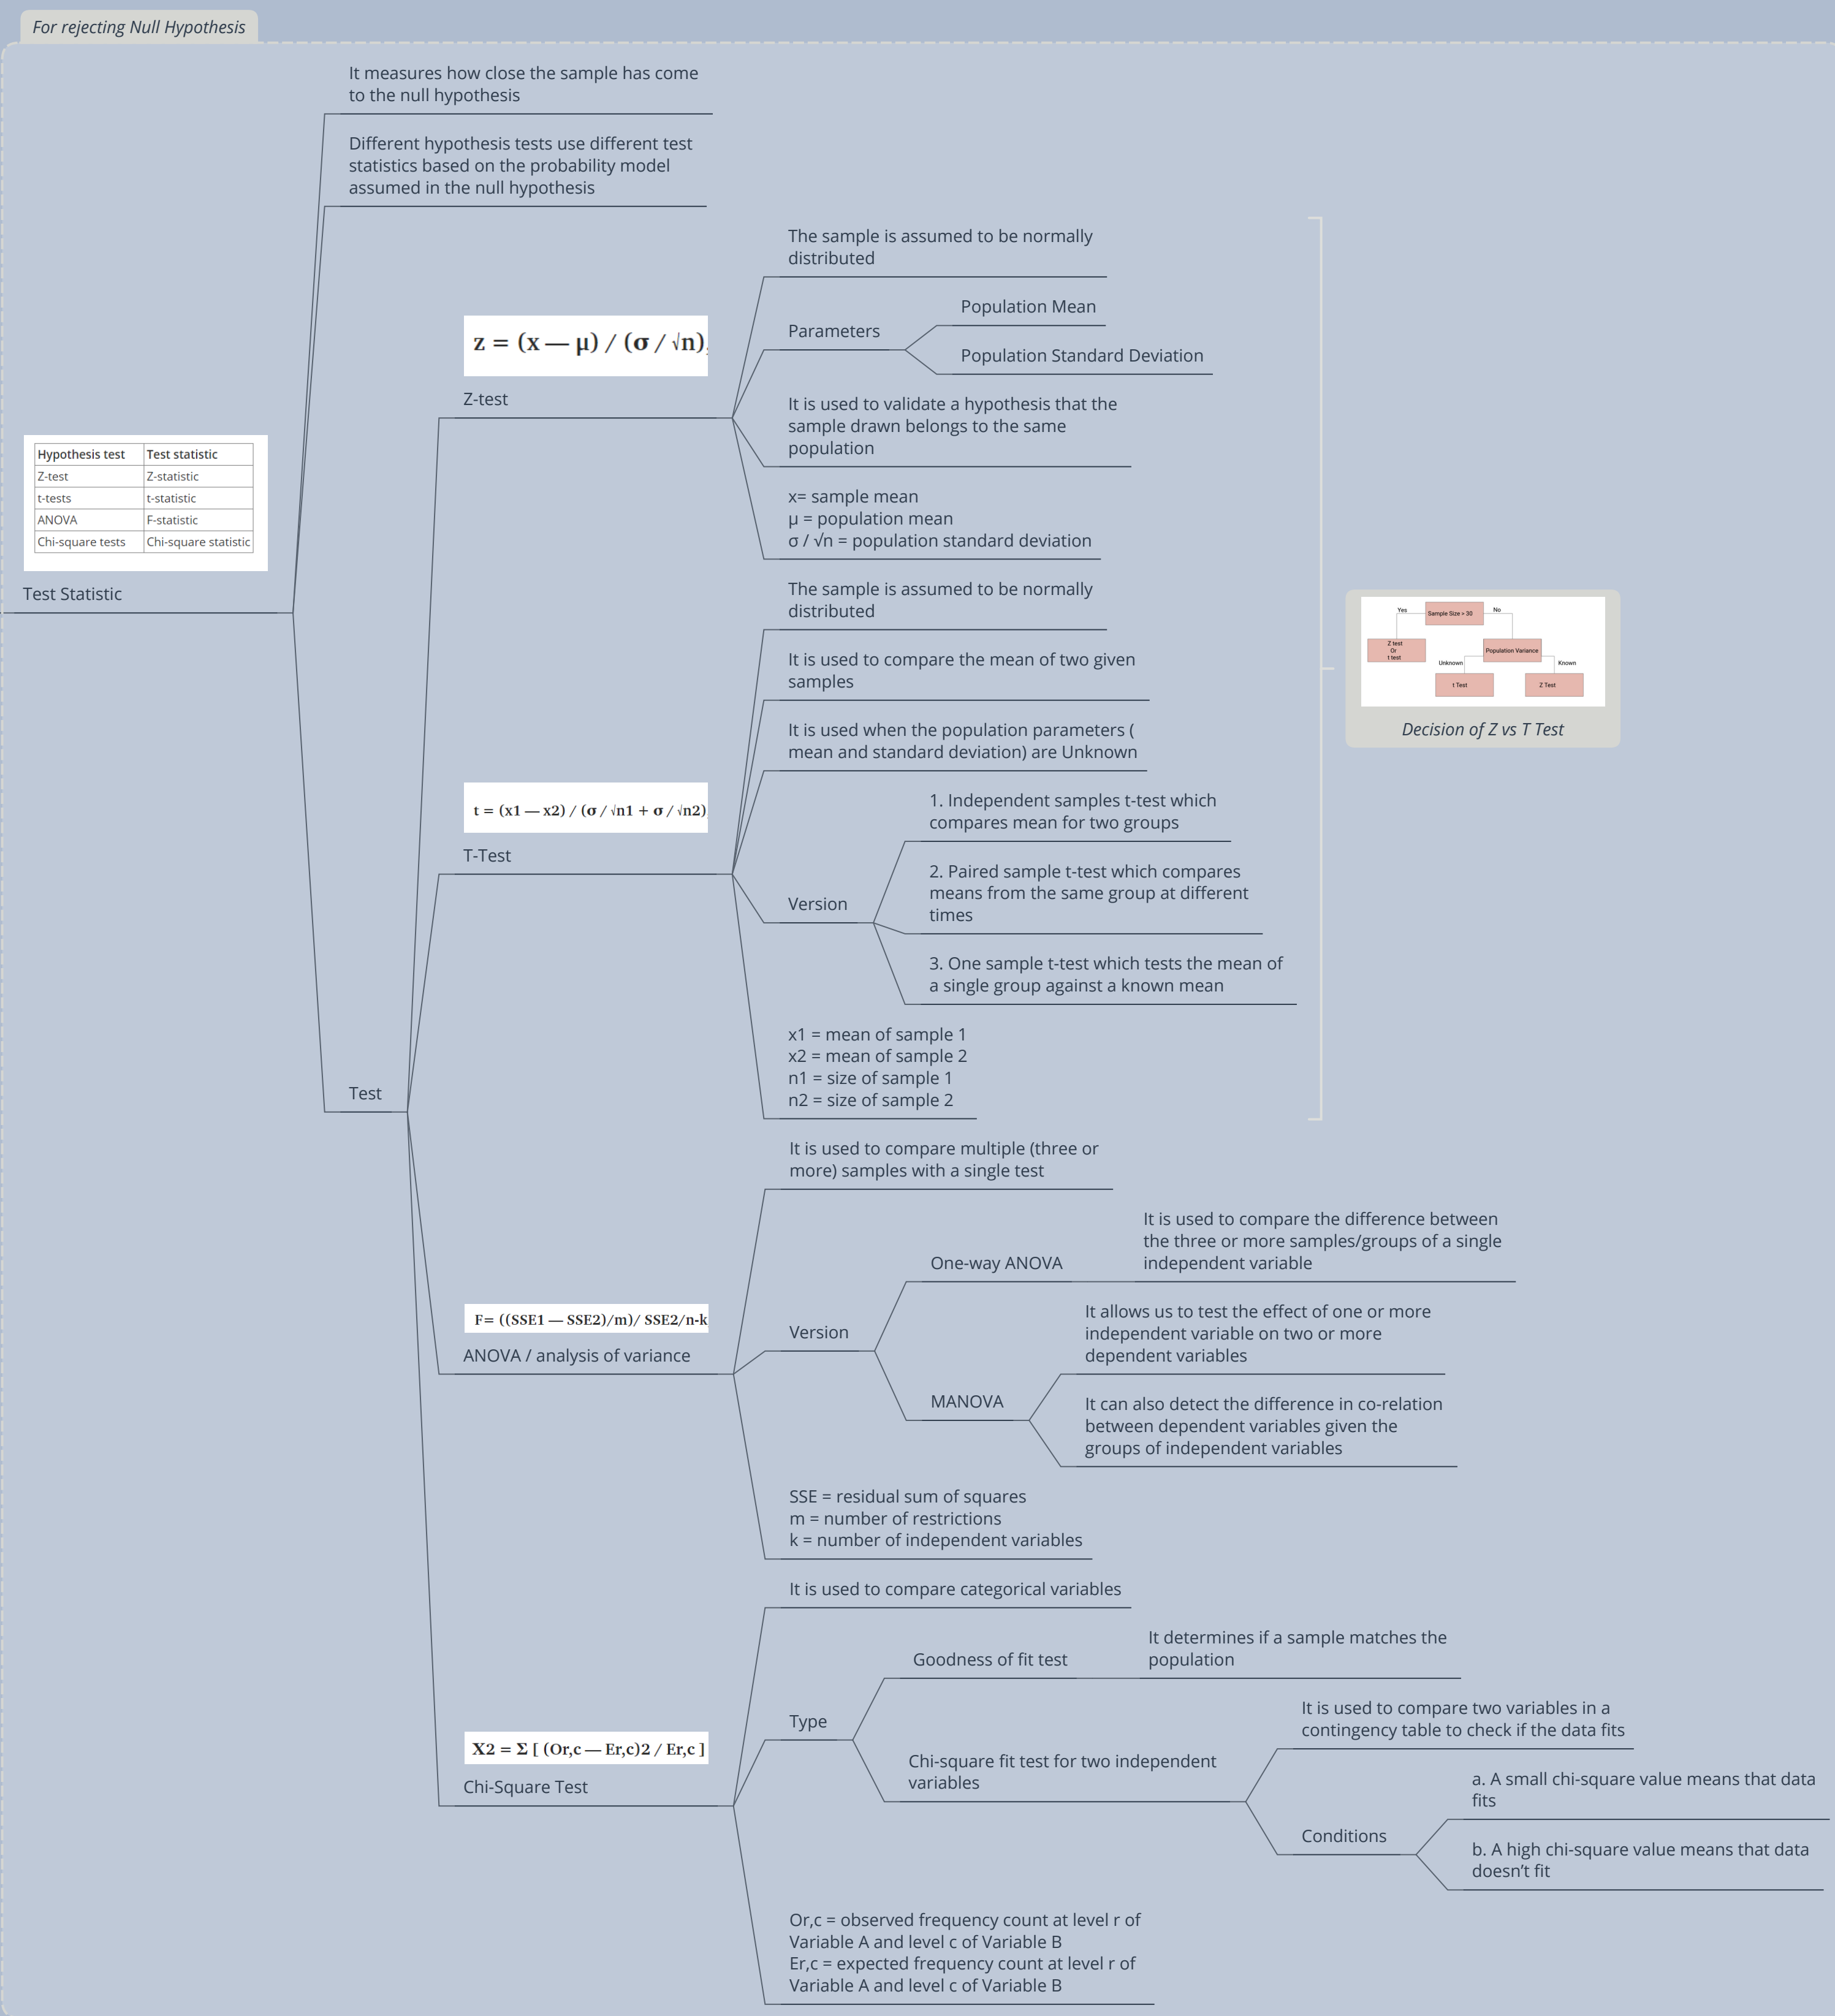 For rejecting Null Hypothesis
It measures how close the sample has come
to the null hypothesis
Different hypothesis tests use different test
statistics based on the probability model
assumed in the null hypothesis
Hypothesis test Test statistic
Z-test Z-statistic
t-tests t-statistic
ANOVA F-statistic
Chi-square tests Chi-square statistic
Test Statistic
Test
z = (x — μ) / (σ / √n),
Z-test
The sample is assumed to be normally
distributed
Parameters
Population Mean
Population Standard Deviation
It is used to validate a hypothesis that the
sample drawn belongs to the same
population
x= sample mean
μ = population mean
σ / √n = population standard deviation
t = (x1 — x2) / (σ / √n1 + σ / √n2)
T-Test
The sample is assumed to be normally
distributed
It is used to compare the mean of two given
samples
It is used when the population parameters (
mean and standard deviation) are Unknown
Version
1. Independent samples t-test which
compares mean for two groups
2. Paired sample t-test which compares
means from the same group at different
times
3. One sample t-test which tests the mean of
a single group against a known mean
x1 = mean of sample 1
x2 = mean of sample 2
n1 = size of sample 1
n2 = size of sample 2
Yes
Sample Size > 30
No
Z test
Or
t test
Population Variance
Unknown
Known
t Test
Z Test
Decision of Z vs T Test
F= ((SSE1 — SSE2)/m)/ SSE2/n-k
ANOVA / analysis of variance
It is used to compare multiple (three or
more) samples with a single test
Version
One-way ANOVA
It is used to compare the difference between
the three or more samples/groups of a single
independent variable
MANOVA
It allows us to test the effect of one or more
independent variable on two or more
dependent variables
It can also detect the difference in co-relation
between dependent variables given the
groups of independent variables
SSE = residual sum of squares
m = number of restrictions
k = number of independent variables
X2 = Σ [ (Or,c — Er,c)2 / Er,c ]
Chi-Square Test
It is used to compare categorical variables
Type
Goodness of fit test
It determines if a sample matches the
population
Chi-square fit test for two independent
variables
It is used to compare two variables in a
contingency table to check if the data fits
Conditions
a. A small chi-square value means that data
fits
b. A high chi-square value means that data
doesn’t fit
Or,c = observed frequency count at level r of
Variable A and level c of Variable B
Er,c = expected frequency count at level r of
Variable A and level c of Variable B